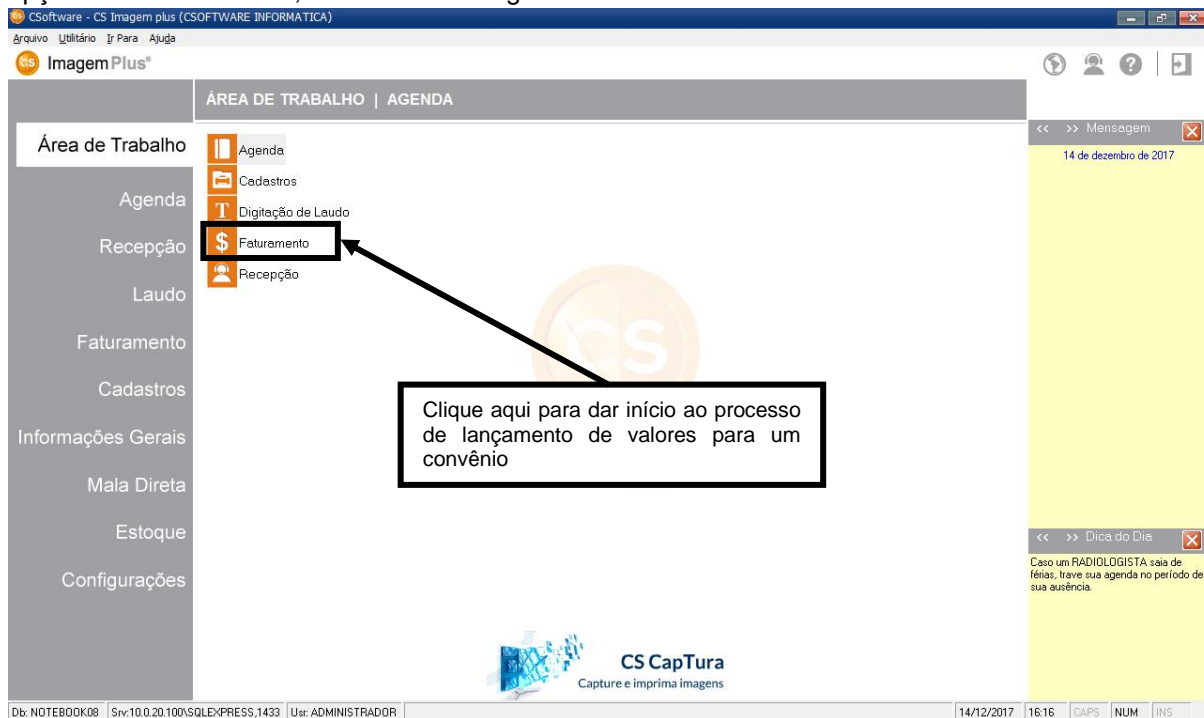 CSoftware - CS Imagem plus (CSOFTWARE INFORMATICA)
Arquivo Utilitário Ir Para Ajuda
CS ImagemPlus®
ÁREA DE TRABALHO | AGENDA
<< >> Mensagem
14 de dezembro de 2017
Área de Trabalho
Agenda
Recepção
Laudo
Faturamento
Cadastros
Informações Gerais
Mala Direta
Estoque
Configurações
Agenda
Cadastros
Digitação de Laudo
Faturamento
Recepção
CS
Clique aqui para dar início ao processo
de lançamento de valores para um
convênio
<< >> Dica do Dia
Caso um RADIOLOGISTA saia de
férias, trave sua agenda no período de
sua ausência.
CS CapTura
Capture e imprima imagens
Db: NOTEBOOK08 Srv:10.0.20.100\SQLEXPRESS,1433 Usr: ADMINISTRADOR 14/12/2017 16:16 CAPS NUM INS